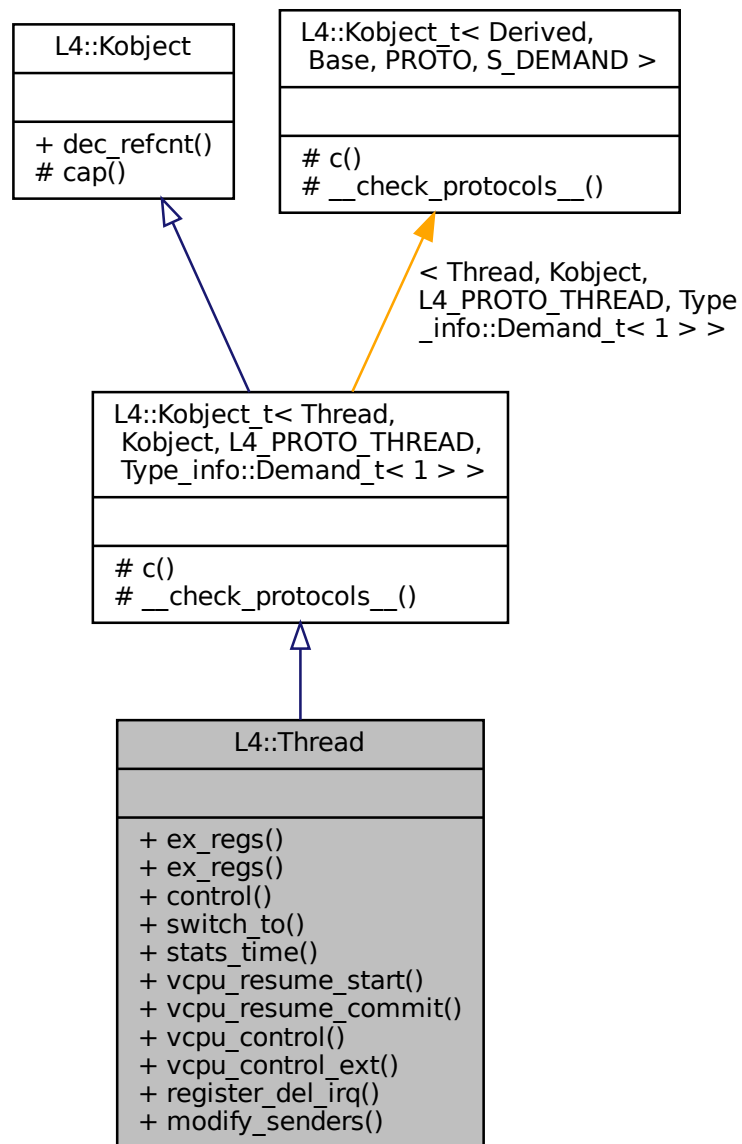 L4::Kobject
+ dec_refcnt()
# cap()
L4::Kobject_t< Derived,
Base, PROTO, S_DEMAND >
# c()
# __check_protocols__()
< Thread, Kobject,
L4_PROTO_THREAD, Type
_info::Demand_t< 1 > >
L4::Kobject_t< Thread,
Kobject, L4_PROTO_THREAD,
Type_info::Demand_t< 1 > >
# c()
# __check_protocols__()
L4::Thread
+ ex_regs()
+ ex_regs()
+ control()
+ switch_to()
+ stats_time()
+ vcpu_resume_start()
+ vcpu_resume_commit()
+ vcpu_control()
+ vcpu_control_ext()
+ register_del_irq()
+ modify_senders()